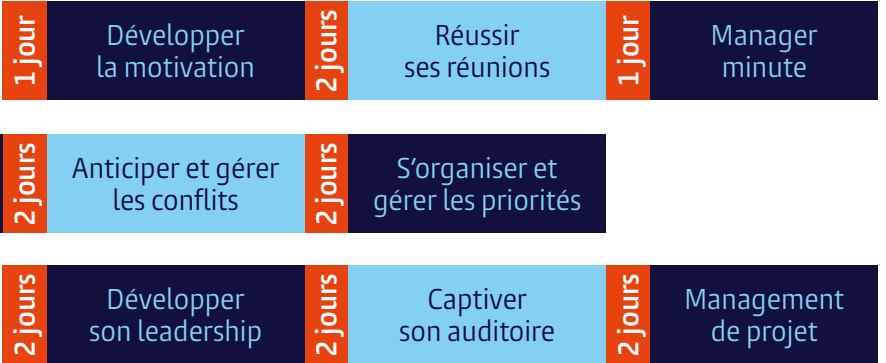 1 jour
Développer
la motivation
2 jours
Réussir
ses réunions
1 jour
Manager
minute
2 jours
Anticiper et gérer
les conflits
2 jours
S'organiser et
gérer les priorités
2 jours
Développer
son leadership
2 jours
Captiver
son auditoire
2 jours
Management
de projet